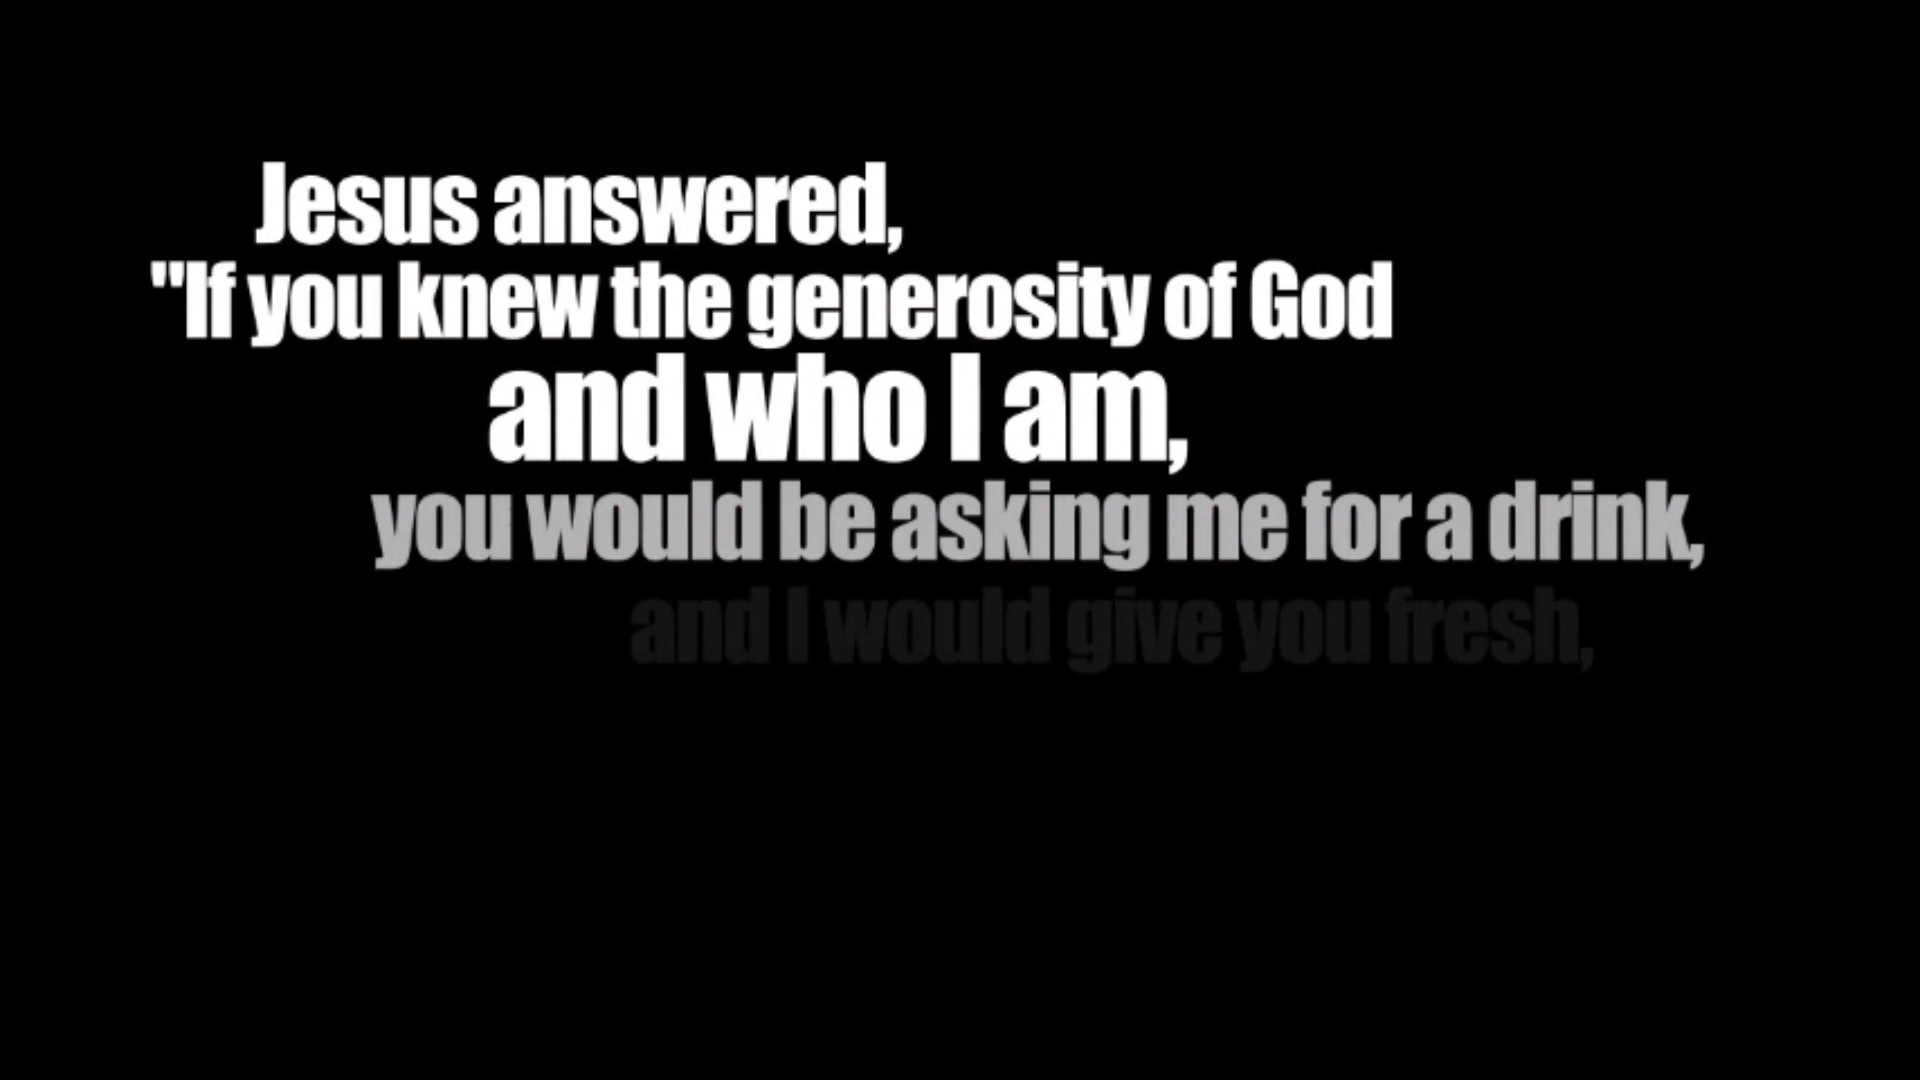 Jesus answered,
"If you knew the generosity of God
and who I am,
you would be asking me for a drink,
and I would give you fresh,